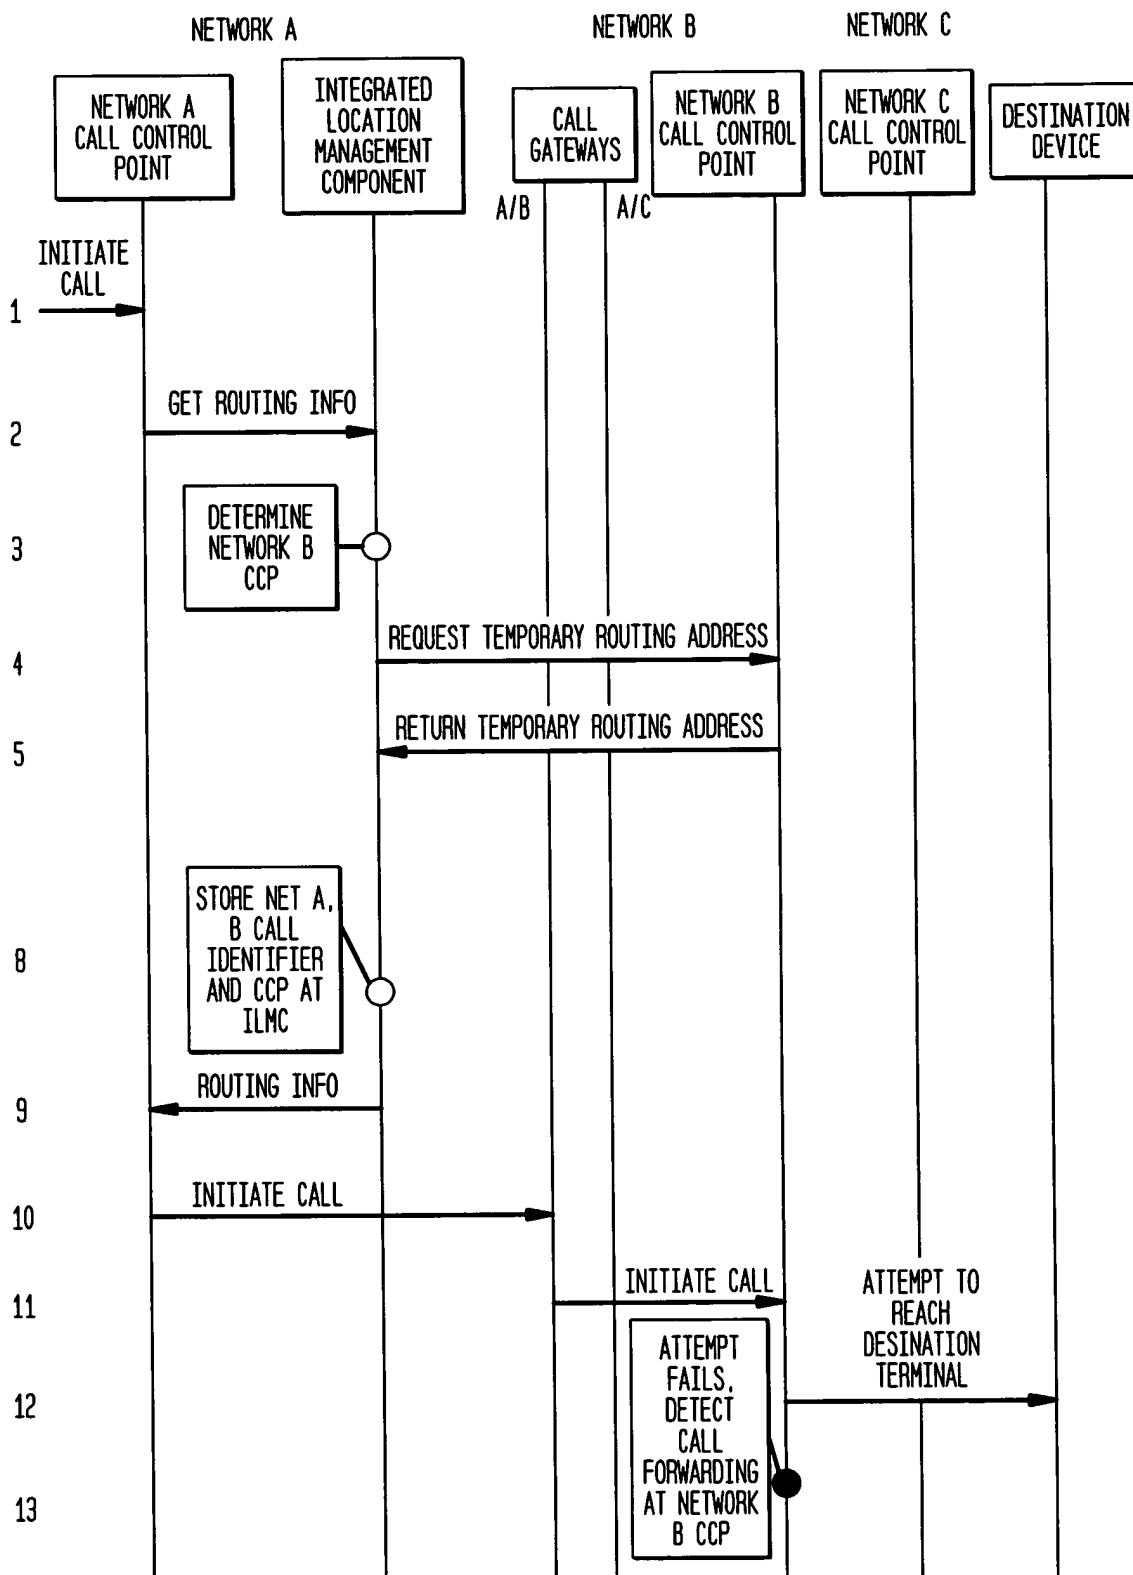 NETWORK A
NETWORK B
NETWORK C
NETWORK A
CALL CONTROL
POINT
INTEGRATED
LOCATION
MANAGEMENT
COMPONENT
CALL
GATEWAYS
NETWORK B
CALL CONTROL
POINT
NETWORK C
CALL CONTROL
POINT
DESTINATION
DEVICE
A/B
A/C
INITIATE
CALL
1
GET ROUTING INFO
2
DETERMINE
NETWORK B
CCP
3
REQUEST TEMPORARY ROUTING ADDRESS
4
RETURN TEMPORARY ROUTING ADDRESS
5
STORE NET A,
B CALL
IDENTIFIER
AND CCP AT
ILMC
8
ROUTING INFO
9
INITIATE CALL
10
INITIATE CALL
11
ATTEMPT TO
REACH
DESINATION
TERMINAL
12
ATTEMPT
FAILS,
DETECT
CALL
FORWARDING
AT NETWORK
B CCP
13